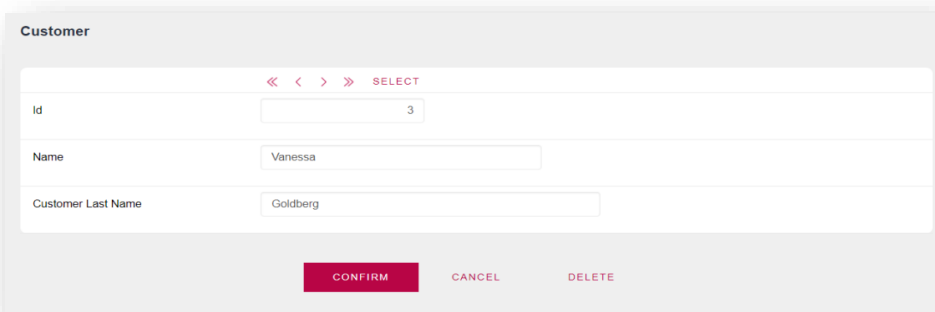 Customer
« < > » SELECT
Id 3
Name Vanessa
Customer Last Name Goldberg
CONFIRM CANCEL DELETE